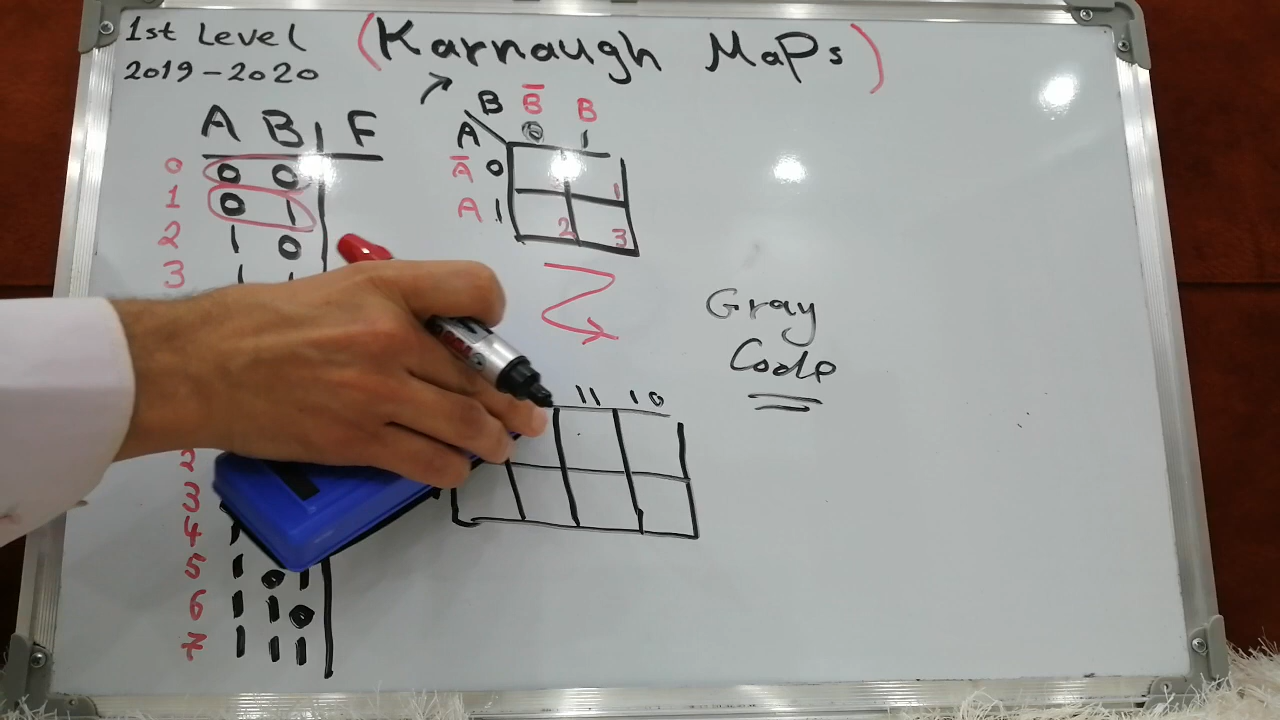 1st Level
2019-2020
(Karnaugh Maps)
A B F
0 0 0
1 0 1
2 1 0
3
B B̅ B
A 0 1
A̅ 0
1
A 1
2 3
Gray
Code
11 10
2
3
4
5 1 0 1
6 1 1 0
7 1 1 1